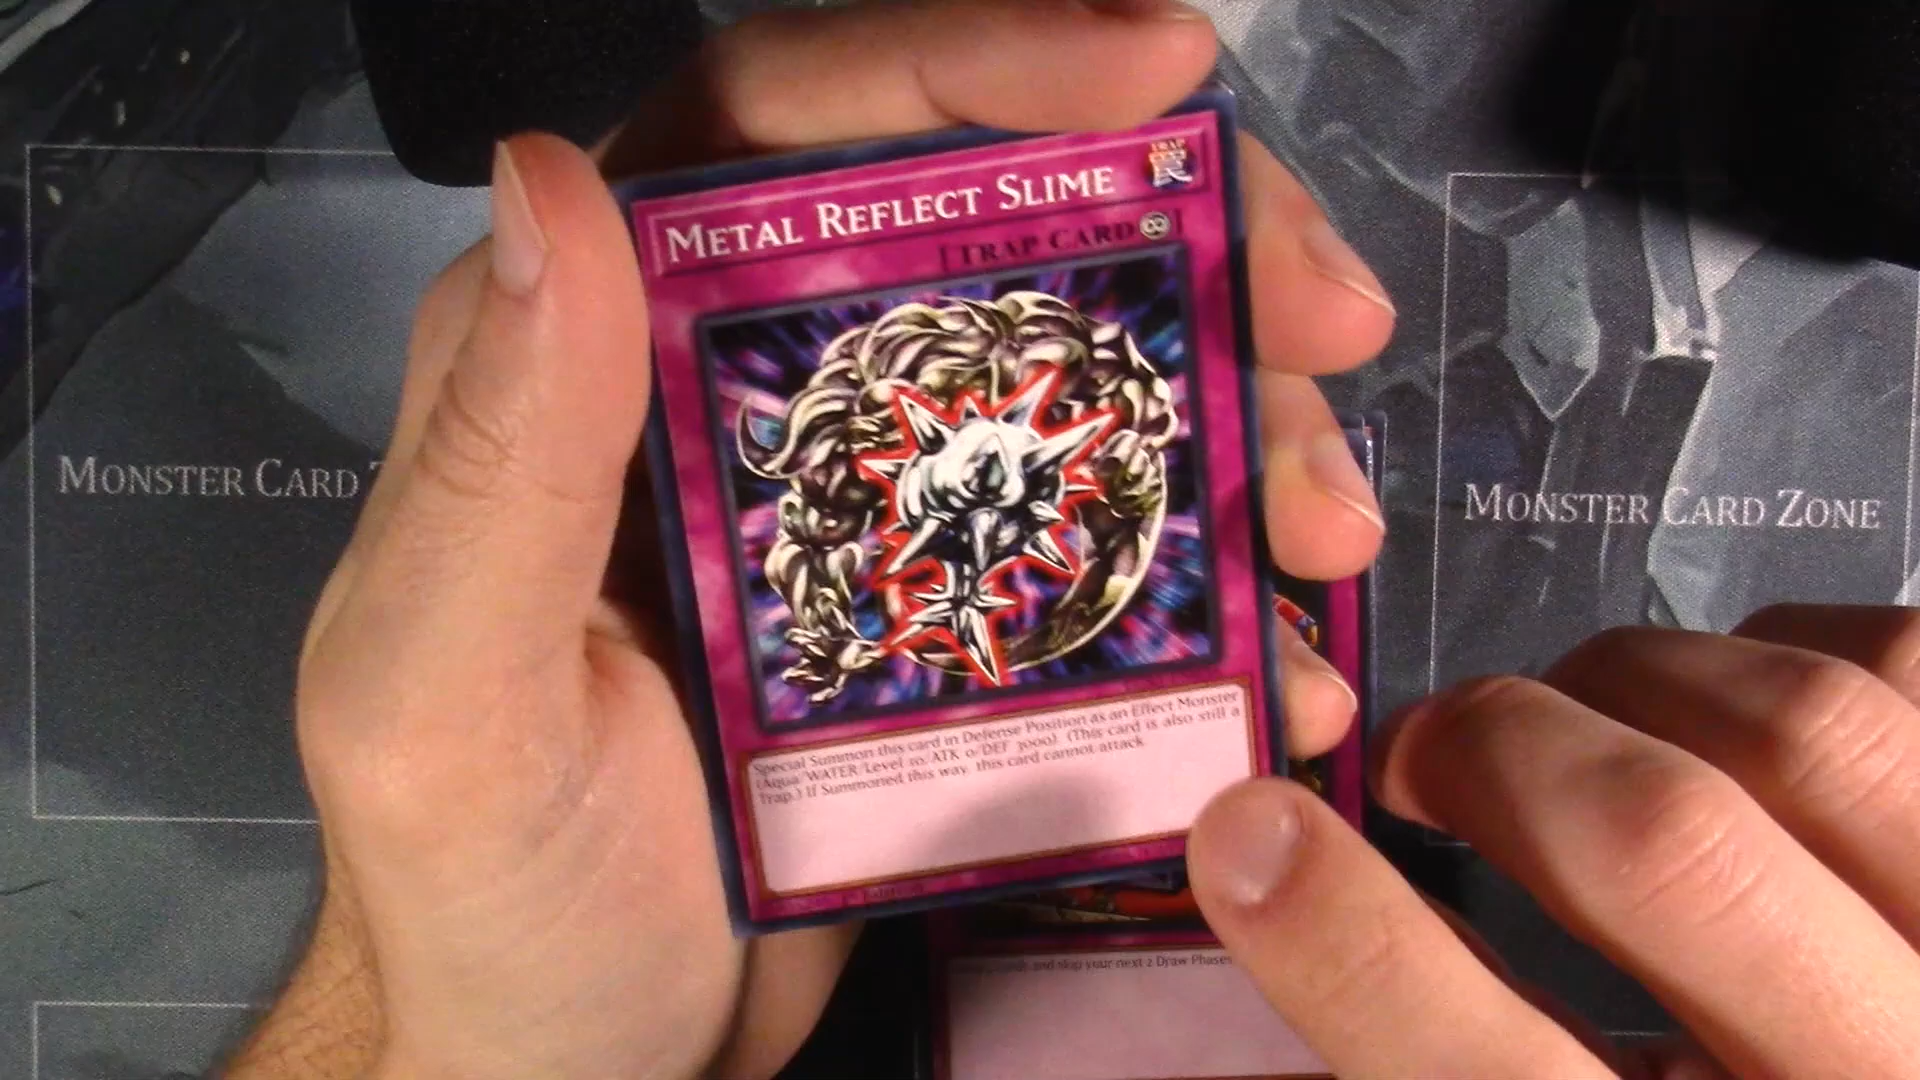 TRAP
罠
METAL REFLECT SLIME
[TRAP CARD ∞]
Special Summon this card in Defense Position as an Effect Monster
(Aqua/WATER/Level 10/ATK 0/DEF 3000). (This card is also still a
Trap.) If Summoned this way, this card cannot attack.
MONSTER CARD
MONSTER CARD ZONE
and skip your next 2 Draw Phases